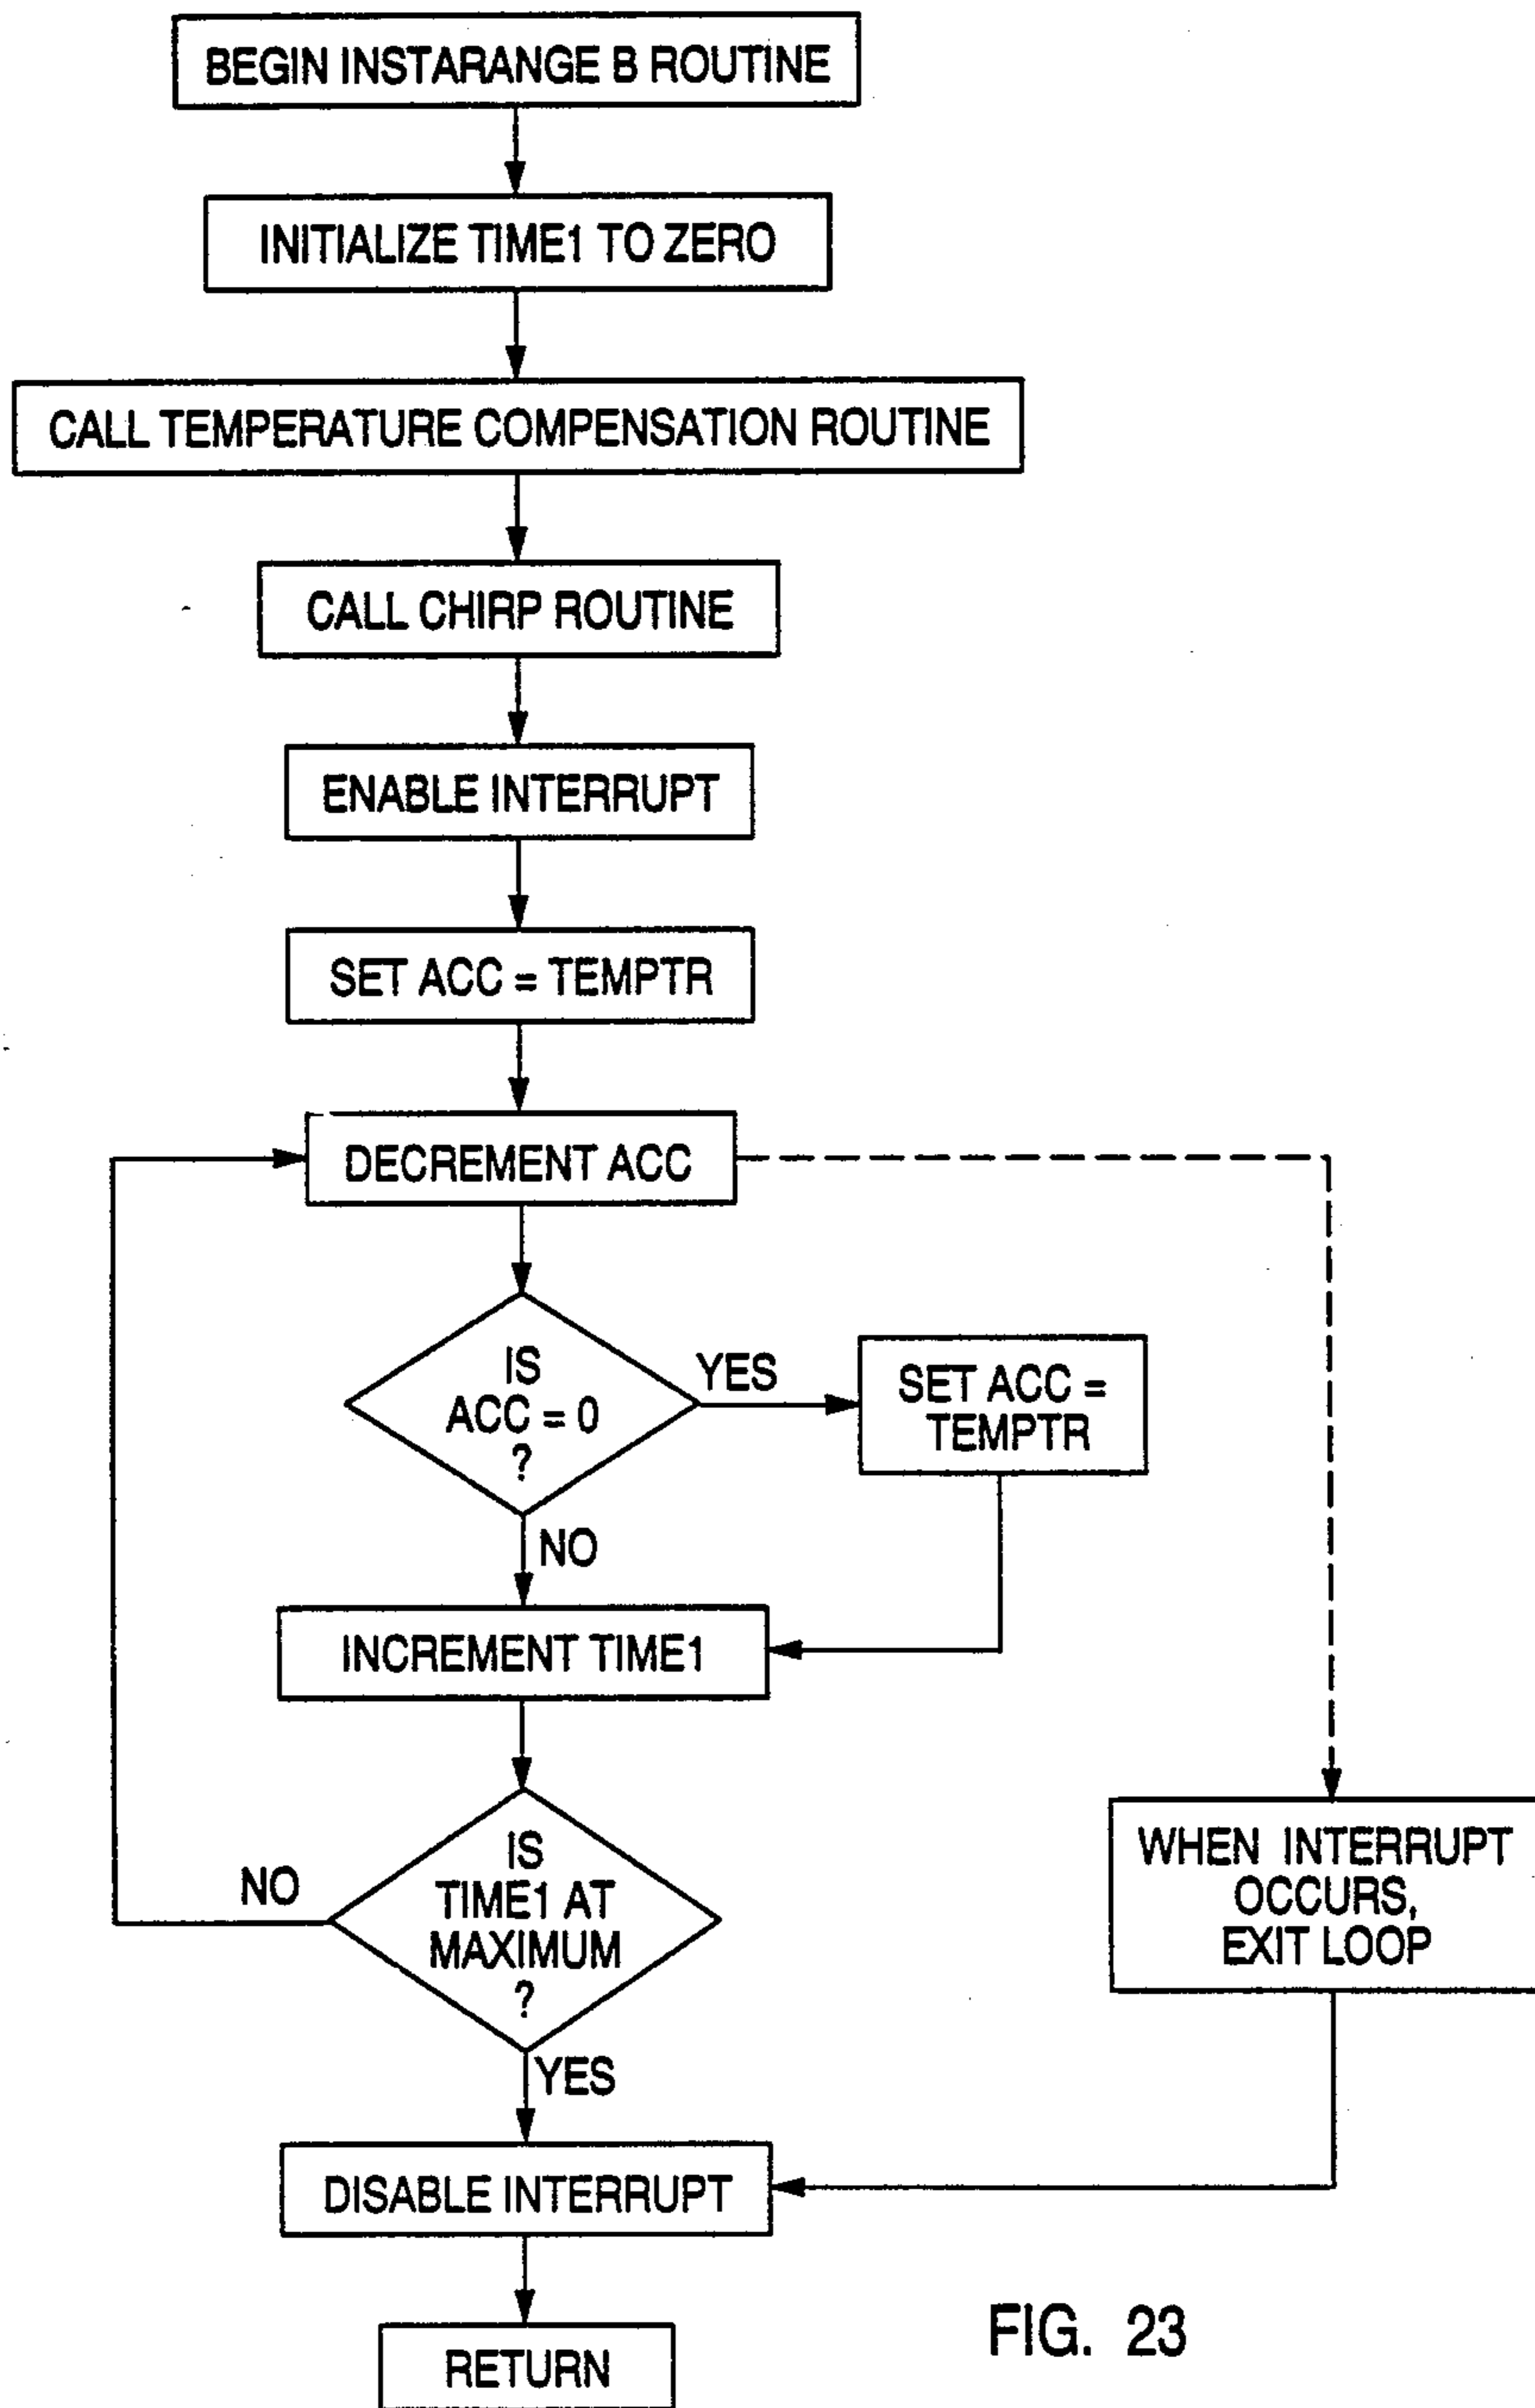 BEGIN INSTARANGE B ROUTINE
INITIALIZE TIME1 TO ZERO
CALL TEMPERATURE COMPENSATION ROUTINE
CALL CHIRP ROUTINE
ENABLE INTERRUPT
SET ACC = TEMPTR
DECREMENT ACC
IS
ACC = 0
?
YES
SET ACC =
TEMPTR
NO
INCREMENT TIME1
IS
TIME1 AT
MAXIMUM
?
NO
YES
WHEN INTERRUPT
OCCURS,
EXIT LOOP
DISABLE INTERRUPT
RETURN
FIG. 23